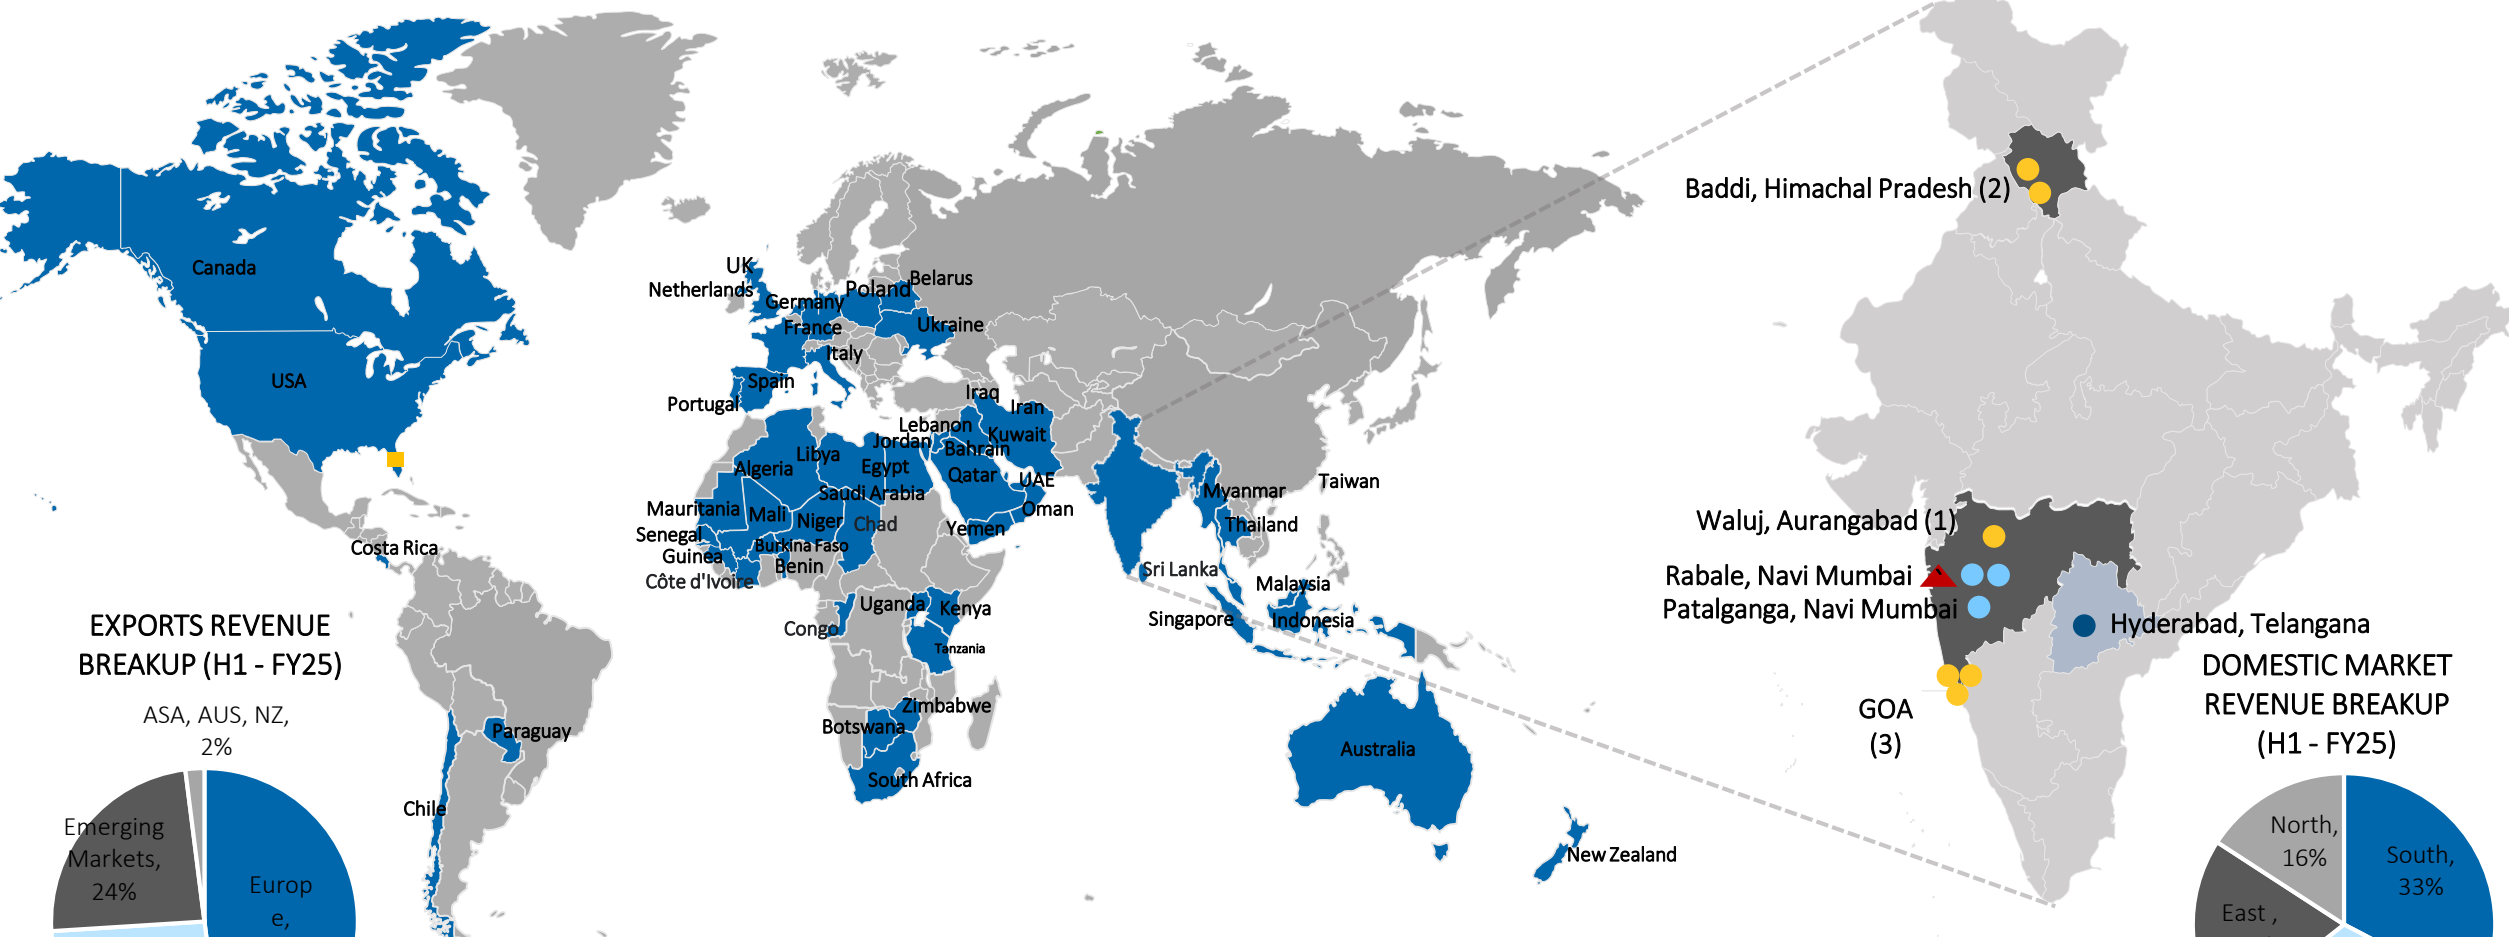 Canada
USA
Costa Rica
Paraguay
Chile
UK
Netherlands
Germany
Poland
Belarus
France
Ukraine
Italy
Spain
Portugal
Iraq
Iran
Lebanon
Kuwait
Jordan
Bahrain
Libya
Algeria
Egypt
Qatar
UAE
Saudi Arabia
Mauritania
Mali
Niger
Chad
Oman
Yemen
Senegal
Burkina Faso
Guinea
Benin
Côte d'Ivoire
Uganda
Kenya
Congo
Tanzania
Zimbabwe
Botswana
South Africa
Myanmar
Taiwan
Thailand
Sri Lanka
Malaysia
Singapore
Indonesia
Australia
New Zealand
Baddi, Himachal Pradesh (2)
Waluj, Aurangabad (1)
Rabale, Navi Mumbai
Patalganga, Navi Mumbai
Hyderabad, Telangana
GOA
(3)
EXPORTS REVENUE
BREAKUP (H1 - FY25)
ASA, AUS, NZ,
2%
Emerging
Markets,
24%
Europ
e,
DOMESTIC MARKET
REVENUE BREAKUP
(H1 - FY25)
North,
16%
South,
33%
East ,